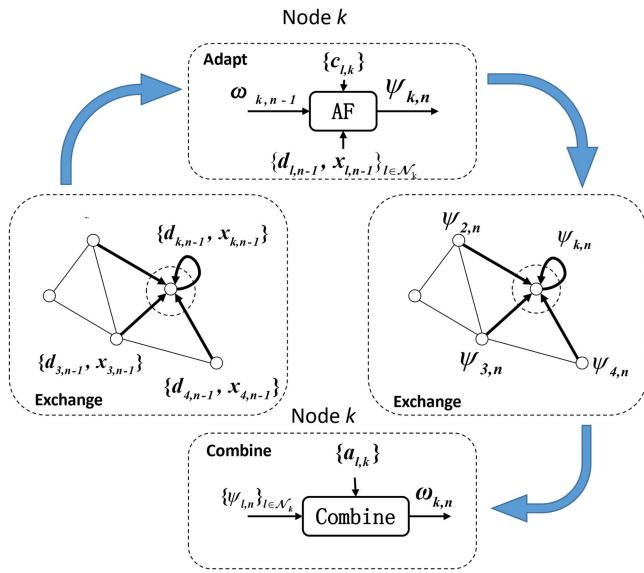 Node k
Adapt
{c_{l,k}}
ω_{k,n-1}
AF
ψ_{k,n}
{d_{l,n-1}, x_{l,n-1}}_{l∈𝒩_k}
{d_{k,n-1}, x_{k,n-1}}
{d_{3,n-1}, x_{3,n-1}}
{d_{4,n-1}, x_{4,n-1}}
Exchange
ψ_{2,n}
ψ_{k,n}
ψ_{3,n}
ψ_{4,n}
Exchange
Node k
Combine
{a_{l,k}}
{ψ_{l,n}}_{l∈𝒩_k}
Combine
ω_{k,n}